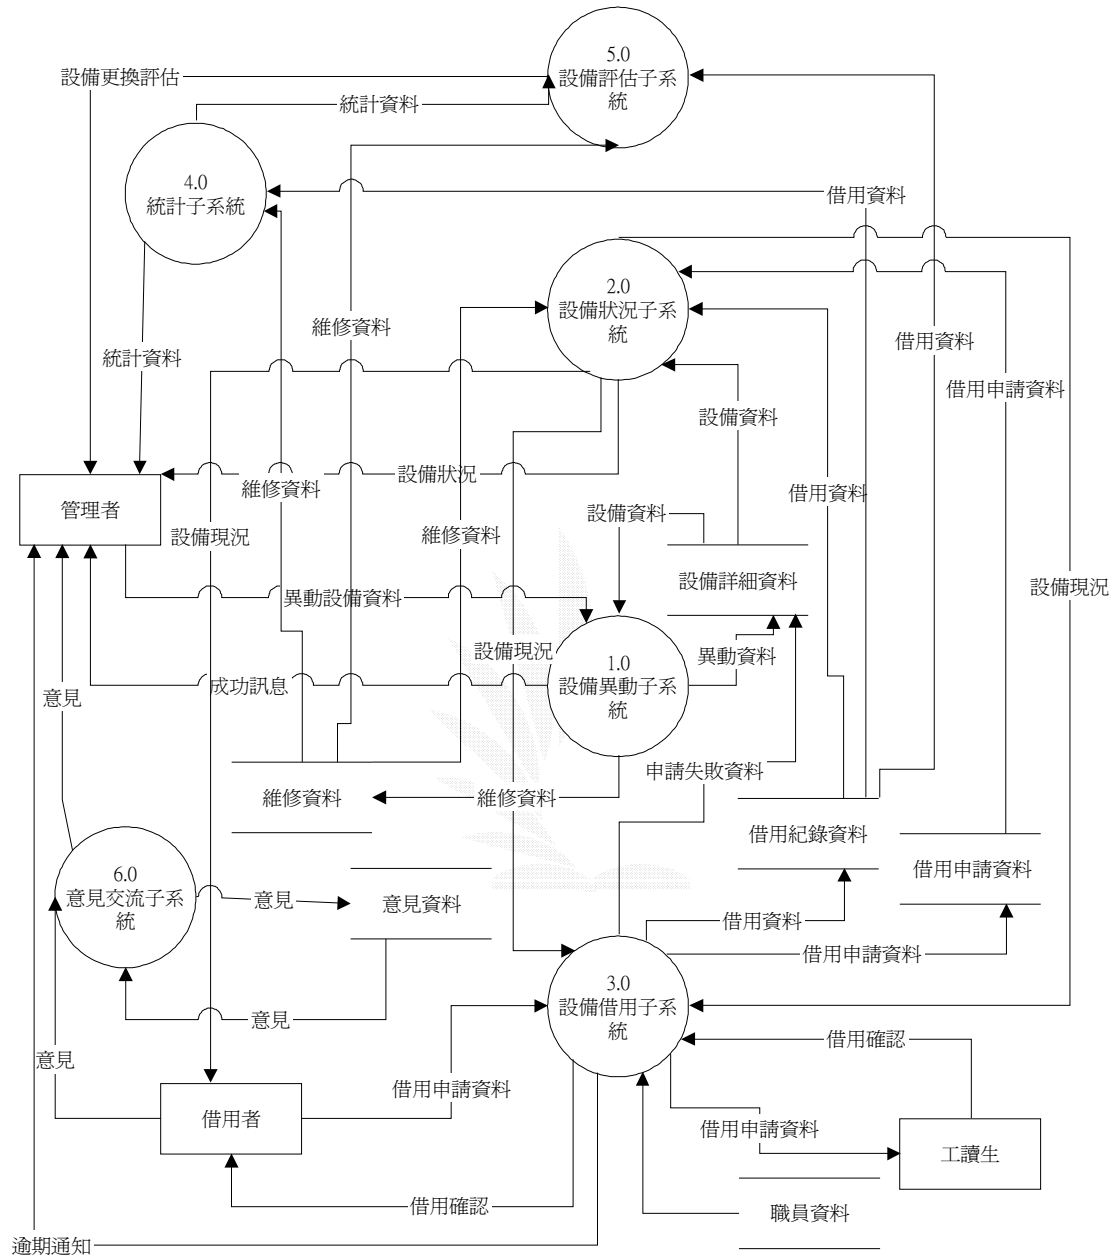 5.0
設備評估子系
統
設備更換評估
統計資料
4.0
統計子系統
借用資料
2.0
設備狀況子系
統
維修資料
借用資料
統計資料
借用申請資料
設備資料
設備狀況
維修資料
借用資料
管理者
設備資料
設備現況
維修資料
設備詳細資料
設備現況
異動設備資料
設備現況
1.0
設備異動子系
統
異動資料
成功訊息
意見
申請失敗資料
維修資料
維修資料
借用紀錄資料
借用申請資料
6.0
意見交流子系
統
意見
意見資料
借用資料
借用申請資料
3.0
設備借用子系
統
意見
借用確認
意見
借用申請資料
借用者
借用申請資料
工讀生
借用確認
職員資料
逾期通知